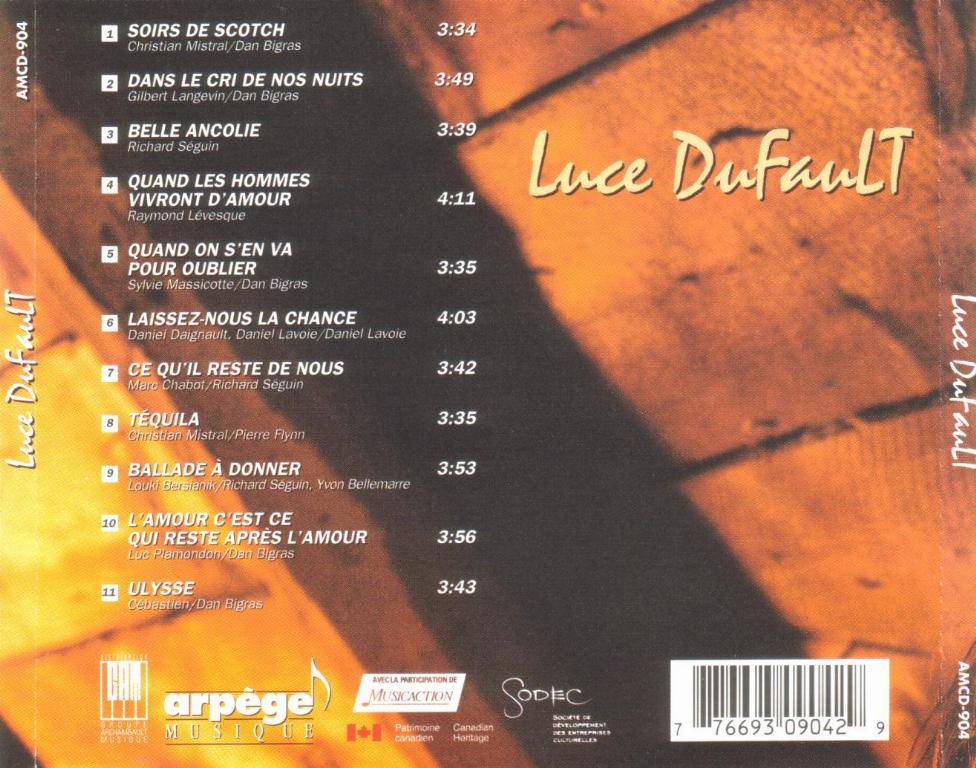 AMCD-904
Luce DuFauLT
1 SOIRS DE SCOTCH 3:34
Christian Mistral/Dan Bigras
2 DANS LE CRI DE NOS NUITS 3:49
Gilbert Langevin/Dan Bigras
3 BELLE ANCOLIE 3:39
Richard Séguin
4 QUAND LES HOMMES
VIVRONT D'AMOUR 4:11
Raymond Lévesque
5 QUAND ON S'EN VA
POUR OUBLIER 3:35
Sylvie Massicotte/Dan Bigras
6 LAISSEZ-NOUS LA CHANCE 4:03
Daniel Daignault, Daniel Lavoie/Daniel Lavoie
7 CE QU'IL RESTE DE NOUS 3:42
Marc Chabot/Richard Séguin
8 TÉQUILA 3:35
Christian Mistral/Pierre Flynn
9 BALLADE À DONNER 3:53
Louki Bersianik/Richard Séguin, Yvon Bellemarre
10 L'AMOUR C'EST CE
QUI RESTE APRÈS L'AMOUR 3:56
Luc Plamondon/Dan Bigras
11 ULYSSE 3:43
Cébastien/Dan Bigras
Luce DuFauLT
DISTRIBUTION
GAM
GROUPE
ARCHAMBAULT
MUSIQUE
arpège
MUSIQUE
AVEC LA PARTICIPATION DE
MUSICACTION
Patrimoine canadien
Canadian Heritage
SODEC
SOCIÉTÉ DE
DÉVELOPPEMENT
DES ENTREPRISES
CULTURELLES
7 76693 09042 9
Luce DuFauLT
AMCD-904